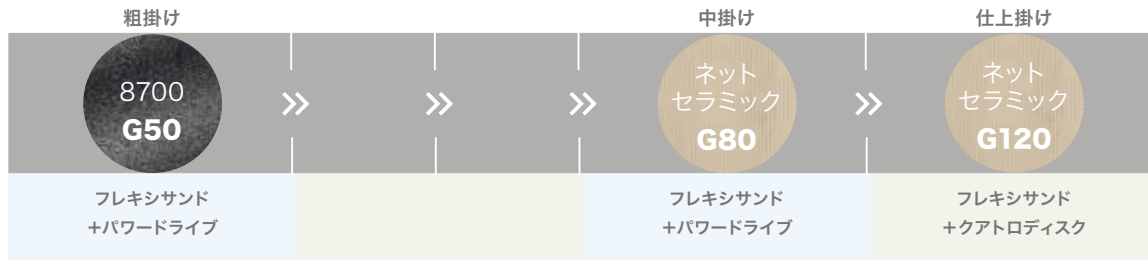 粗掛け
中掛け
仕上掛け
8700
G50
ネット
セラミック
G80
ネット
セラミック
G120
フレキシサンド
+パワードライブ
フレキシサンド
+パワードライブ
フレキシサンド
+クアトロディスク